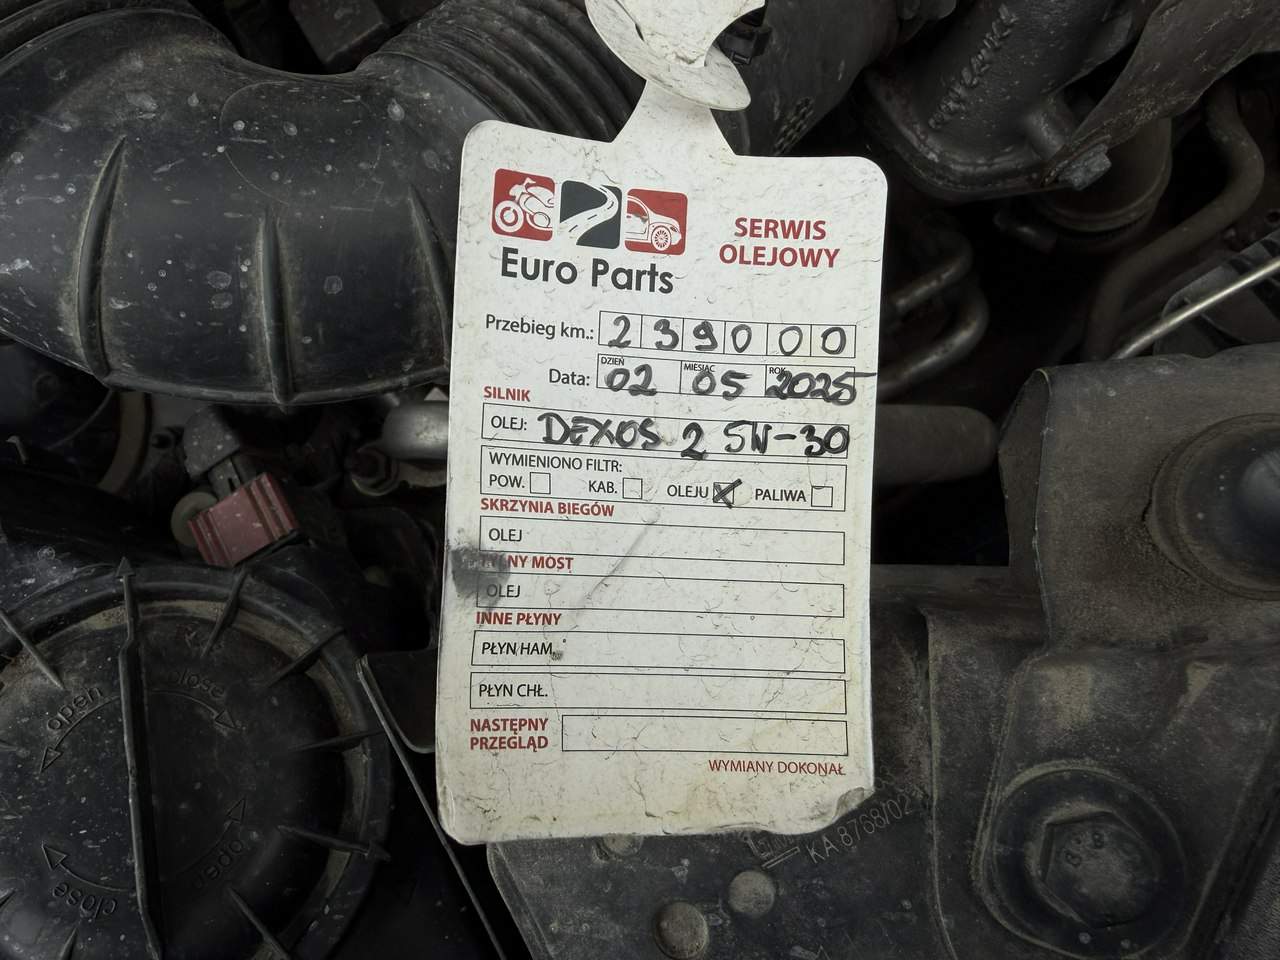 Euro Parts
SERWIS
OLEJOWY
Przebieg km.: 239000
Data: DZIEŃ 02 MIESIĄC 05 ROK 2025
SILNIK
OLEJ: DEXOS 2 5W-30
WYMIENIONO FILTR:
POW. KAB. OLEJU X PALIWA
SKRZYNIA BIEGÓW
OLEJ
MOST
OLEJ
INNE PŁYNY
PŁYN HAM.
PŁYN CHŁ.
NASTĘPNY
PRZEGLĄD
WYMIANY DOKONAŁ
open
close
open
close
KA 8768/02
8.8